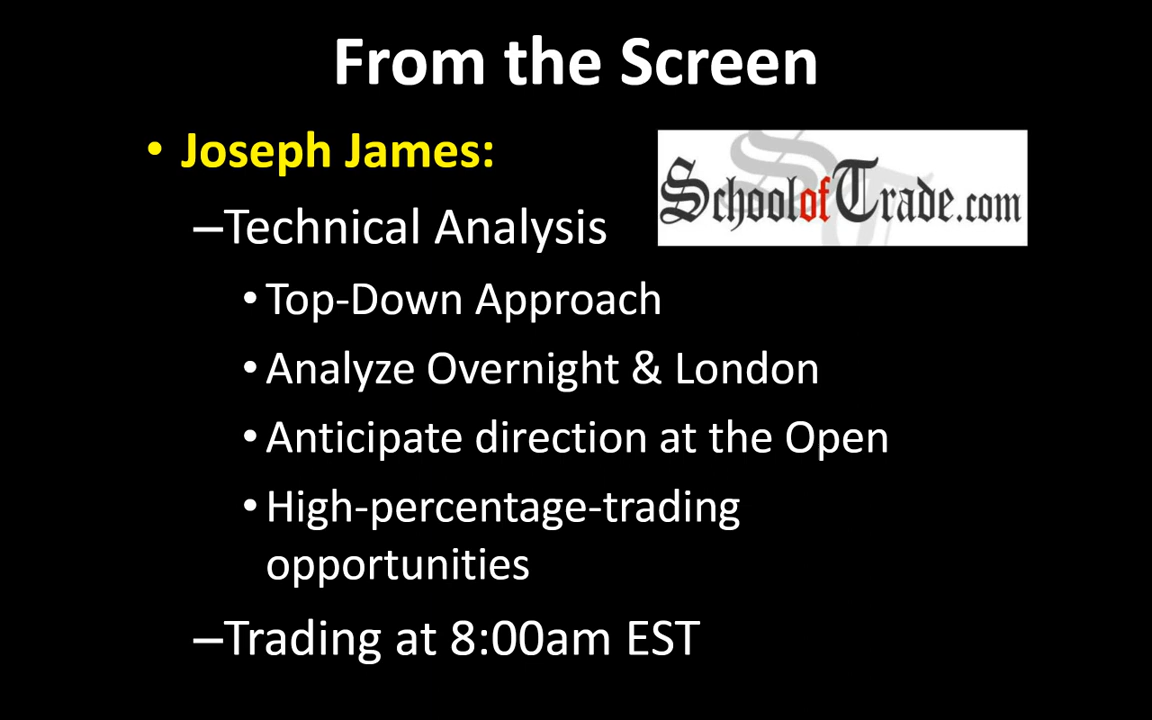 From the Screen
• Joseph James:
SchoolofTrade.com
–Technical Analysis
• Top-Down Approach
• Analyze Overnight & London
• Anticipate direction at the Open
• High-percentage-trading
opportunities
–Trading at 8:00am EST